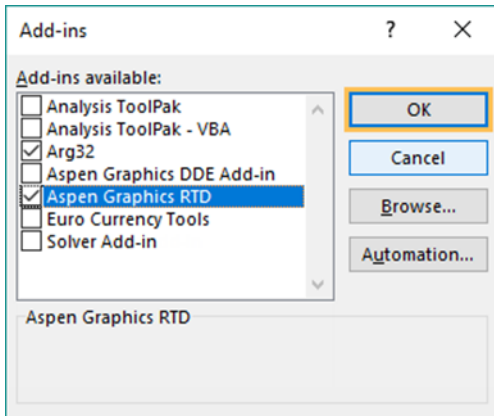 Add-ins
?
Add-ins available:
Analysis ToolPak
Analysis ToolPak - VBA
Arg32
Aspen Graphics DDE Add-in
Aspen Graphics RTD
Euro Currency Tools
Solver Add-in
OK
Cancel
Browse...
Automation...
Aspen Graphics RTD